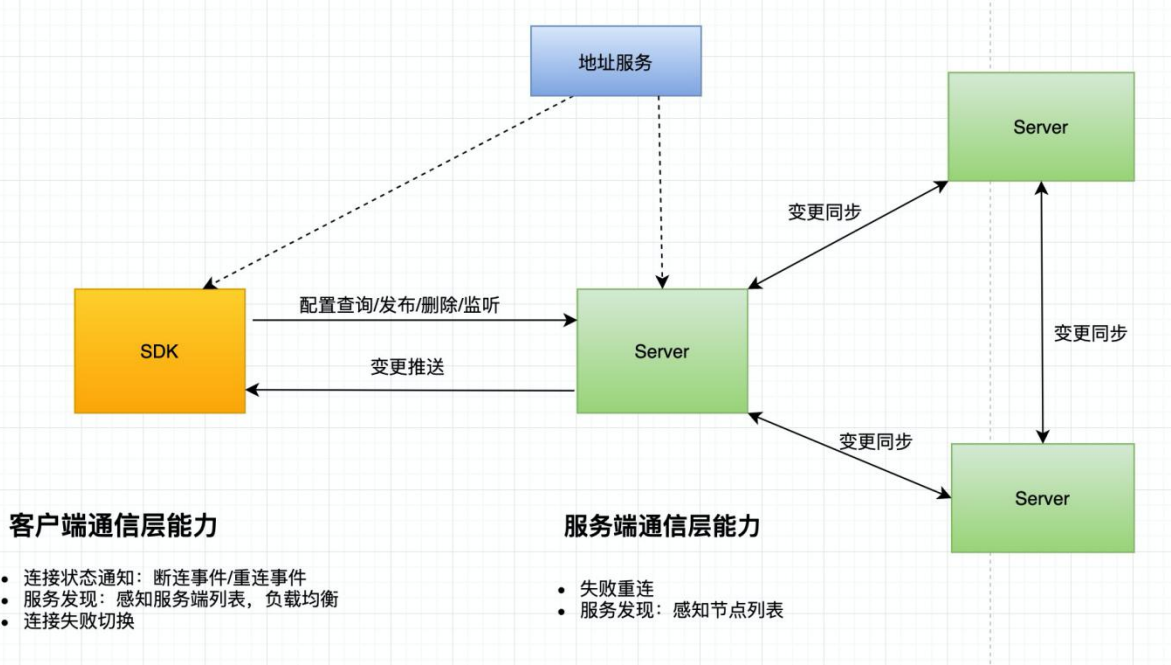 地址服务
Server
变更同步
配置查询/发布/删除/监听
SDK
Server
变更推送
变更同步
变更同步
Server
客户端通信层能力
连接状态通知：断连事件/重连事件
服务发现：感知服务端列表，负载均衡
连接失败切换
服务端通信层能力
失败重连
服务发现：感知节点列表